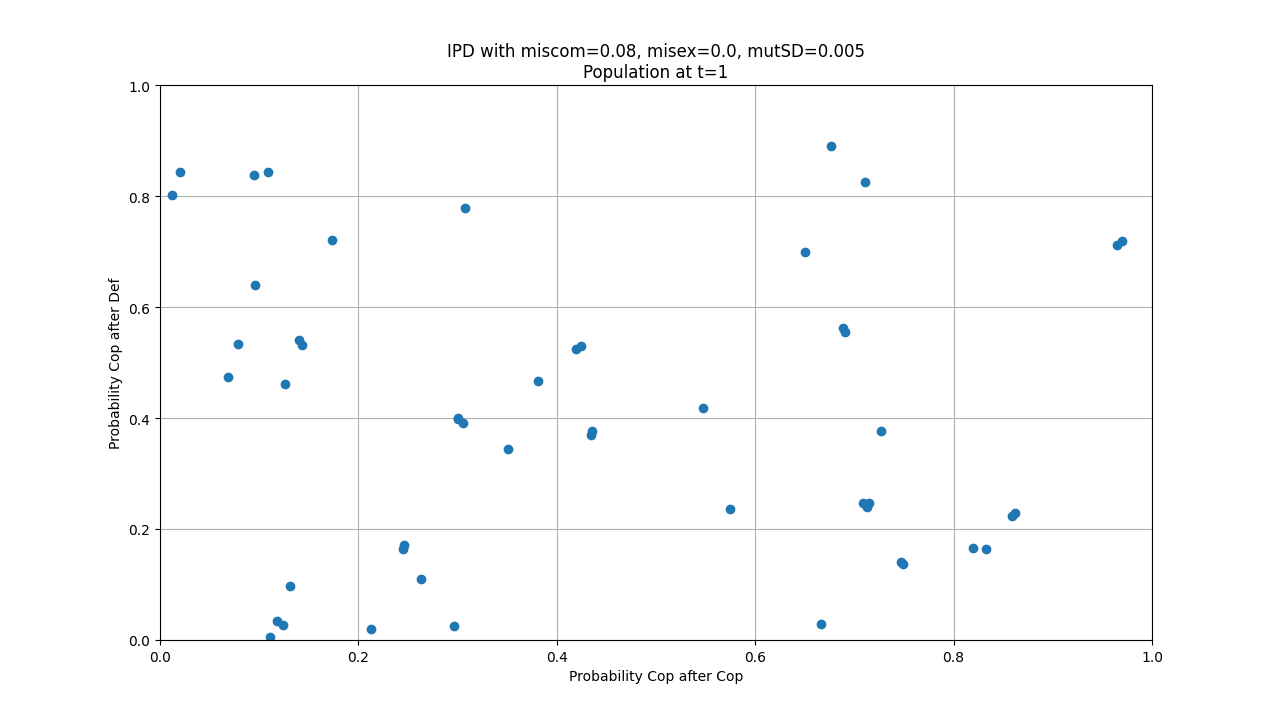 IPD with miscom=0.08, misex=0.0, mutSD=0.005
Population at t=1
1.0
0.8
0.6
0.4
0.2
0.0
Probability Cop after Def
0.0 0.2 0.4 0.6 0.8 1.0
Probability Cop after Cop